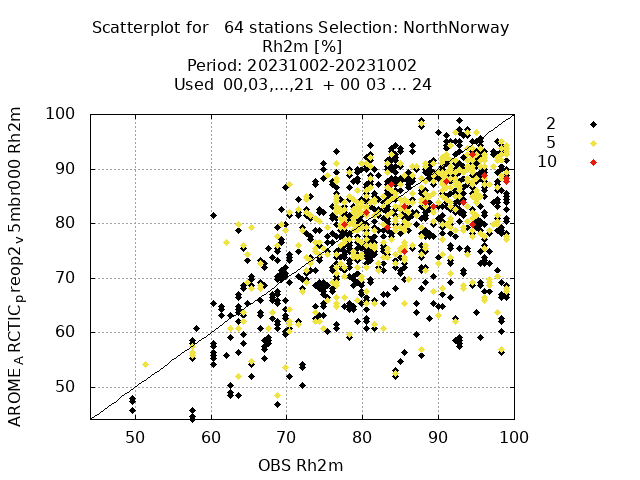 Scatterplot for   64 stations Selection: NorthNorway
Rh2m [%]
Period: 20231002-20231002
Used  00,03,...,21  + 00 03 ... 24
AROME_ARCTIC_preop2_v5mbr000 Rh2m
100
90
80
70
60
50
50 60 70 80 90 100
OBS Rh2m
2
5
10